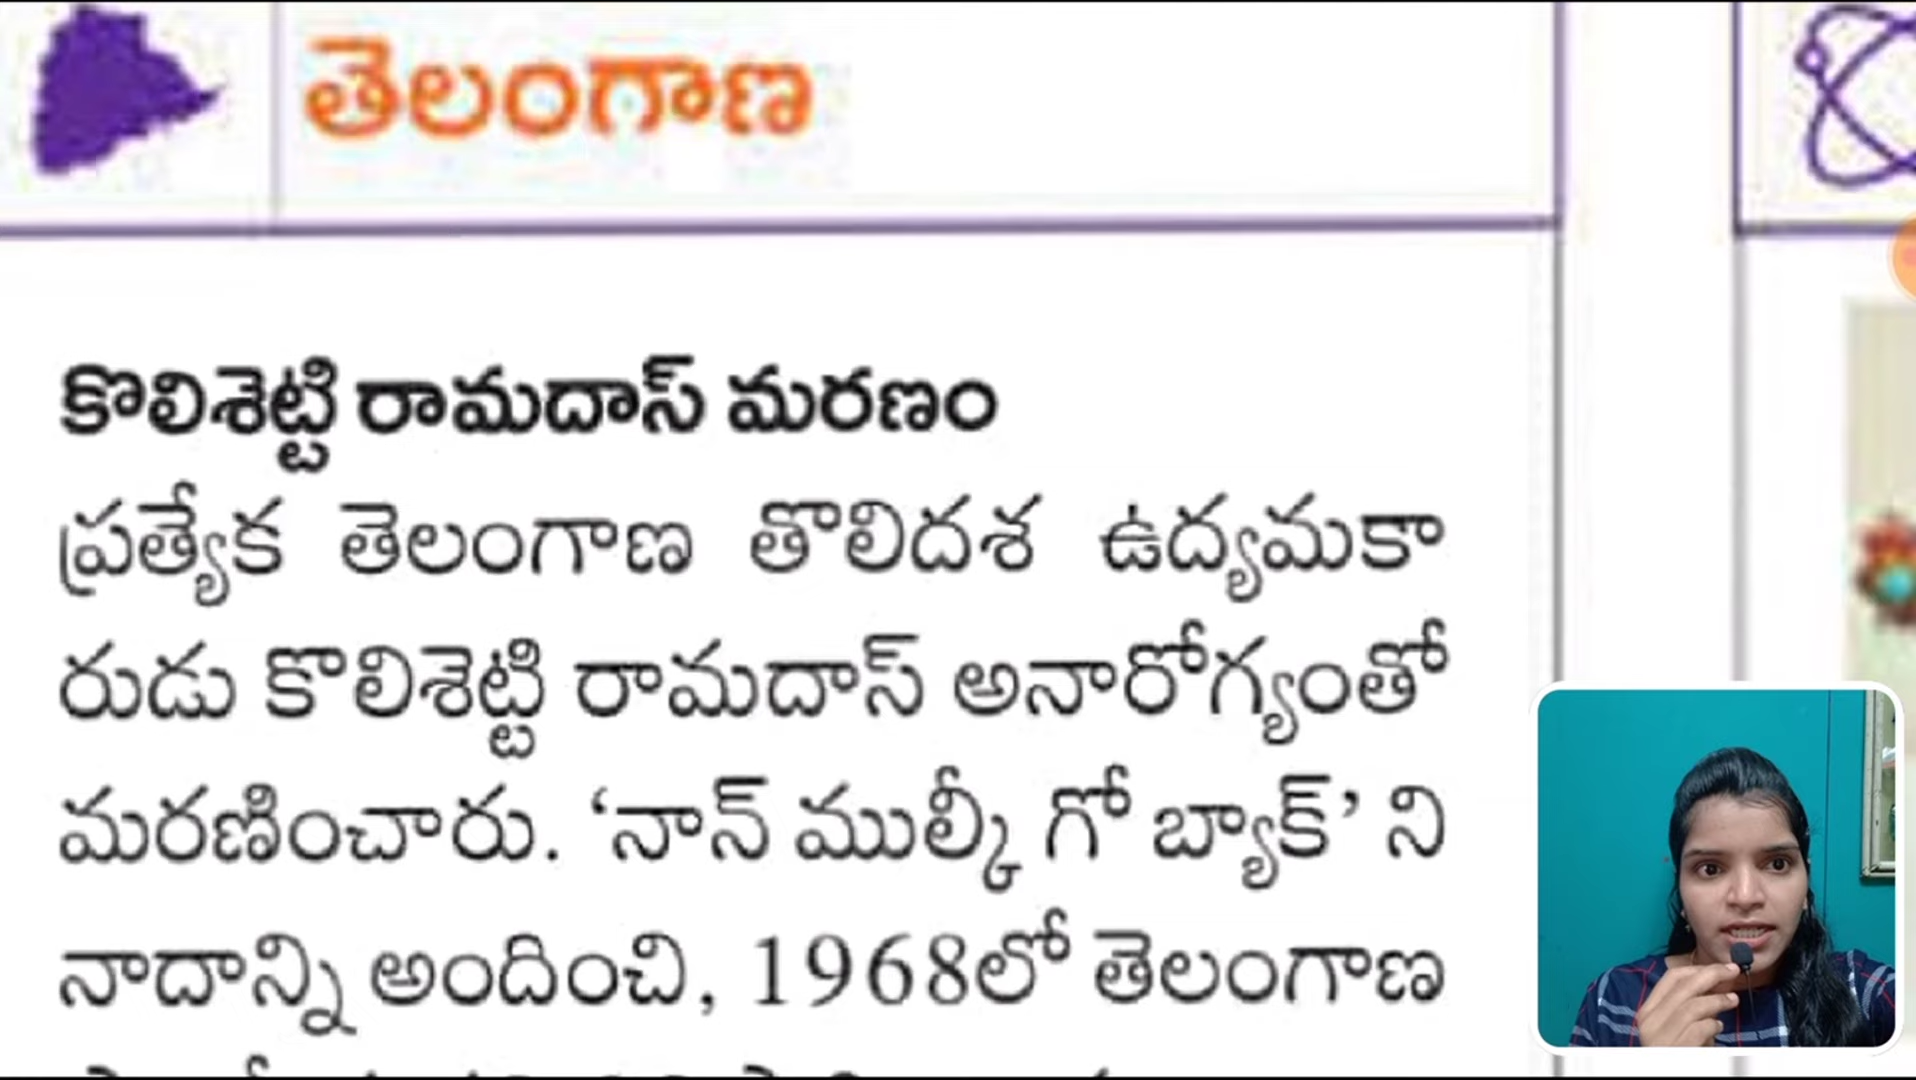 తెలంగాణ
కొలిశెట్టి రామదాస్ మరణం
ప్రత్యేక తెలంగాణ తొలిదశ ఉద్యమకా
రుడు కొలిశెట్టి రామదాస్ అనారోగ్యంతో
మరణించారు. ‘నాన్ ముల్కీ గో బ్యాక్’ ని
నాదాన్ని అందించి, 1968లో తెలంగాణ